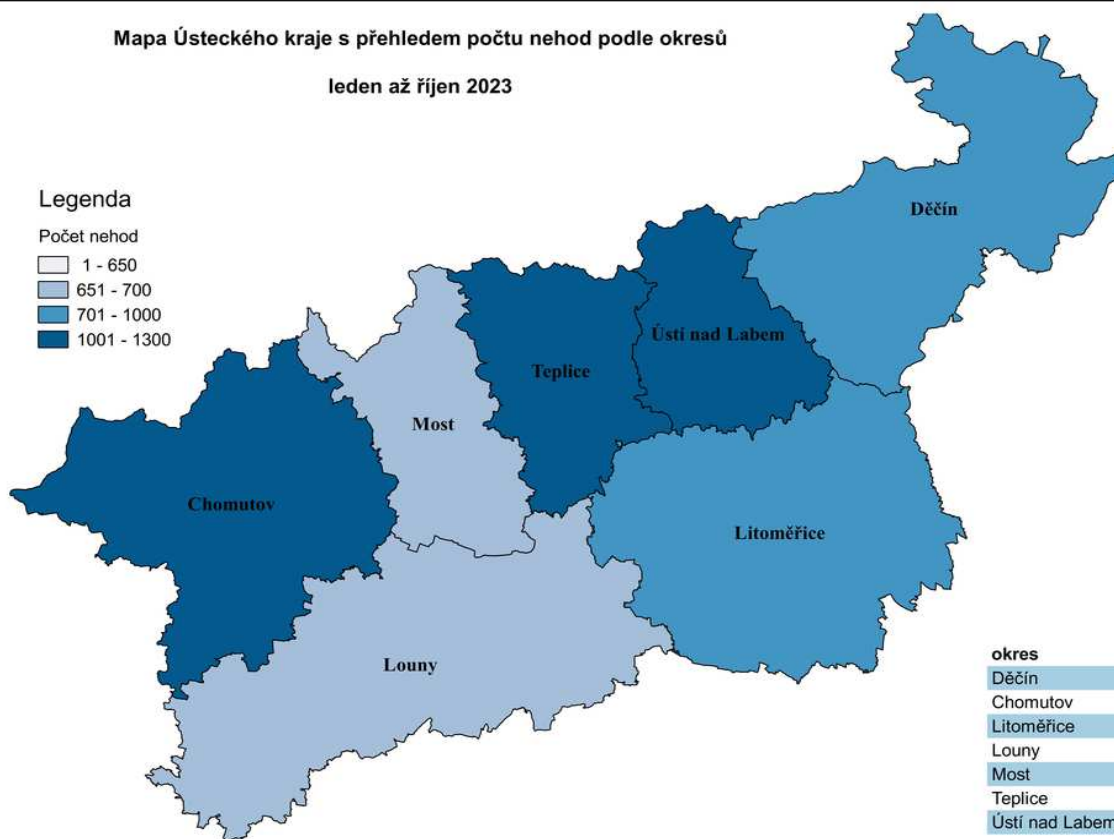 Mapa Ústeckého kraje s přehledem počtu nehod podle okresů
leden až říjen 2023
Legenda
Počet nehod
1 - 650
651 - 700
701 - 1000
1001 - 1300
Děčín
Ústí nad Labem
Teplice
Most
Chomutov
Litoměřice
Louny
okres
Děčín
Chomutov
Litoměřice
Louny
Most
Teplice
Ústí nad Labem